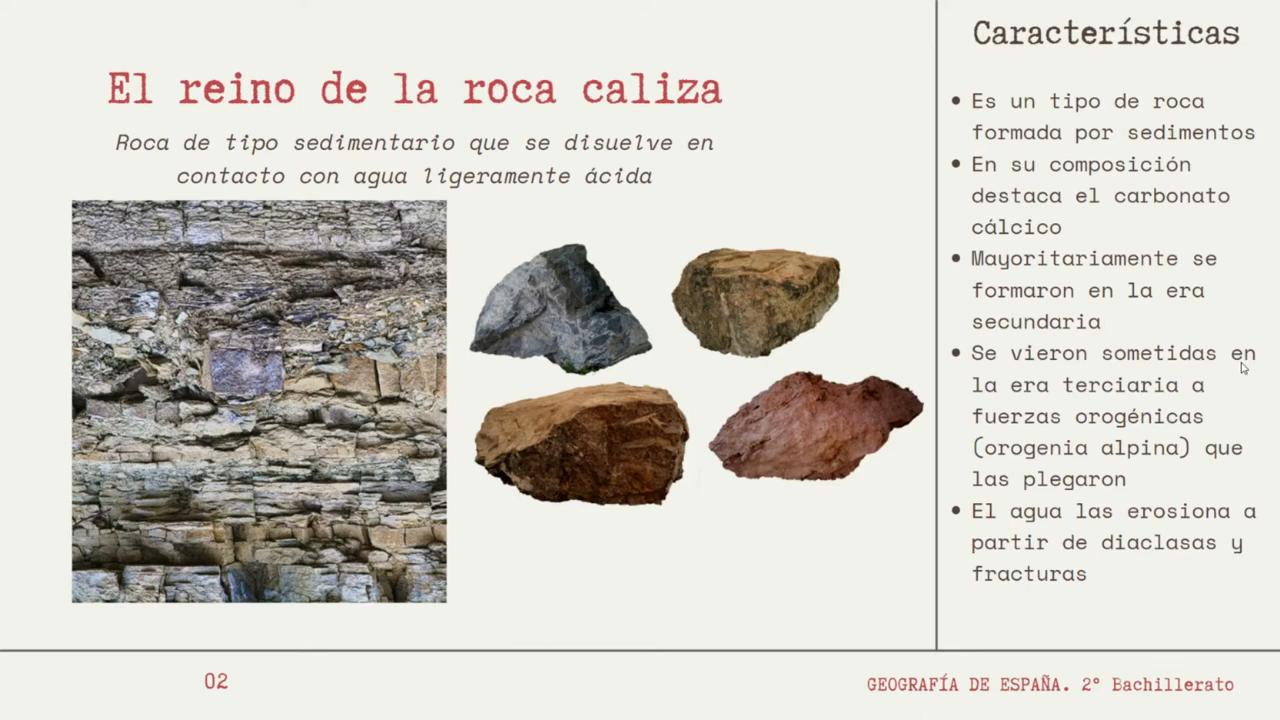 El reino de la roca caliza
Roca de tipo sedimentario que se disuelve en
contacto con agua ligeramente ácida
Características
• Es un tipo de roca
formada por sedimentos
• En su composición
destaca el carbonato
cálcico
• Mayoritariamente se
formaron en la era
secundaria
• Se vieron sometidas en
la era terciaria a
fuerzas orogénicas
(orogenia alpina) que
las plegaron
• El agua las erosiona a
partir de diaclasas y
fracturas
02
GEOGRAFÍA DE ESPAÑA. 2º Bachillerato